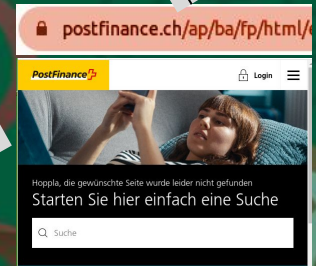 postfinance.ch/ap/ba/fp/html/
PostFinance
Login
Hoppla, die gewünschte Seite wurde leider nicht gefunden
Starten Sie hier einfach eine Suche
Suche